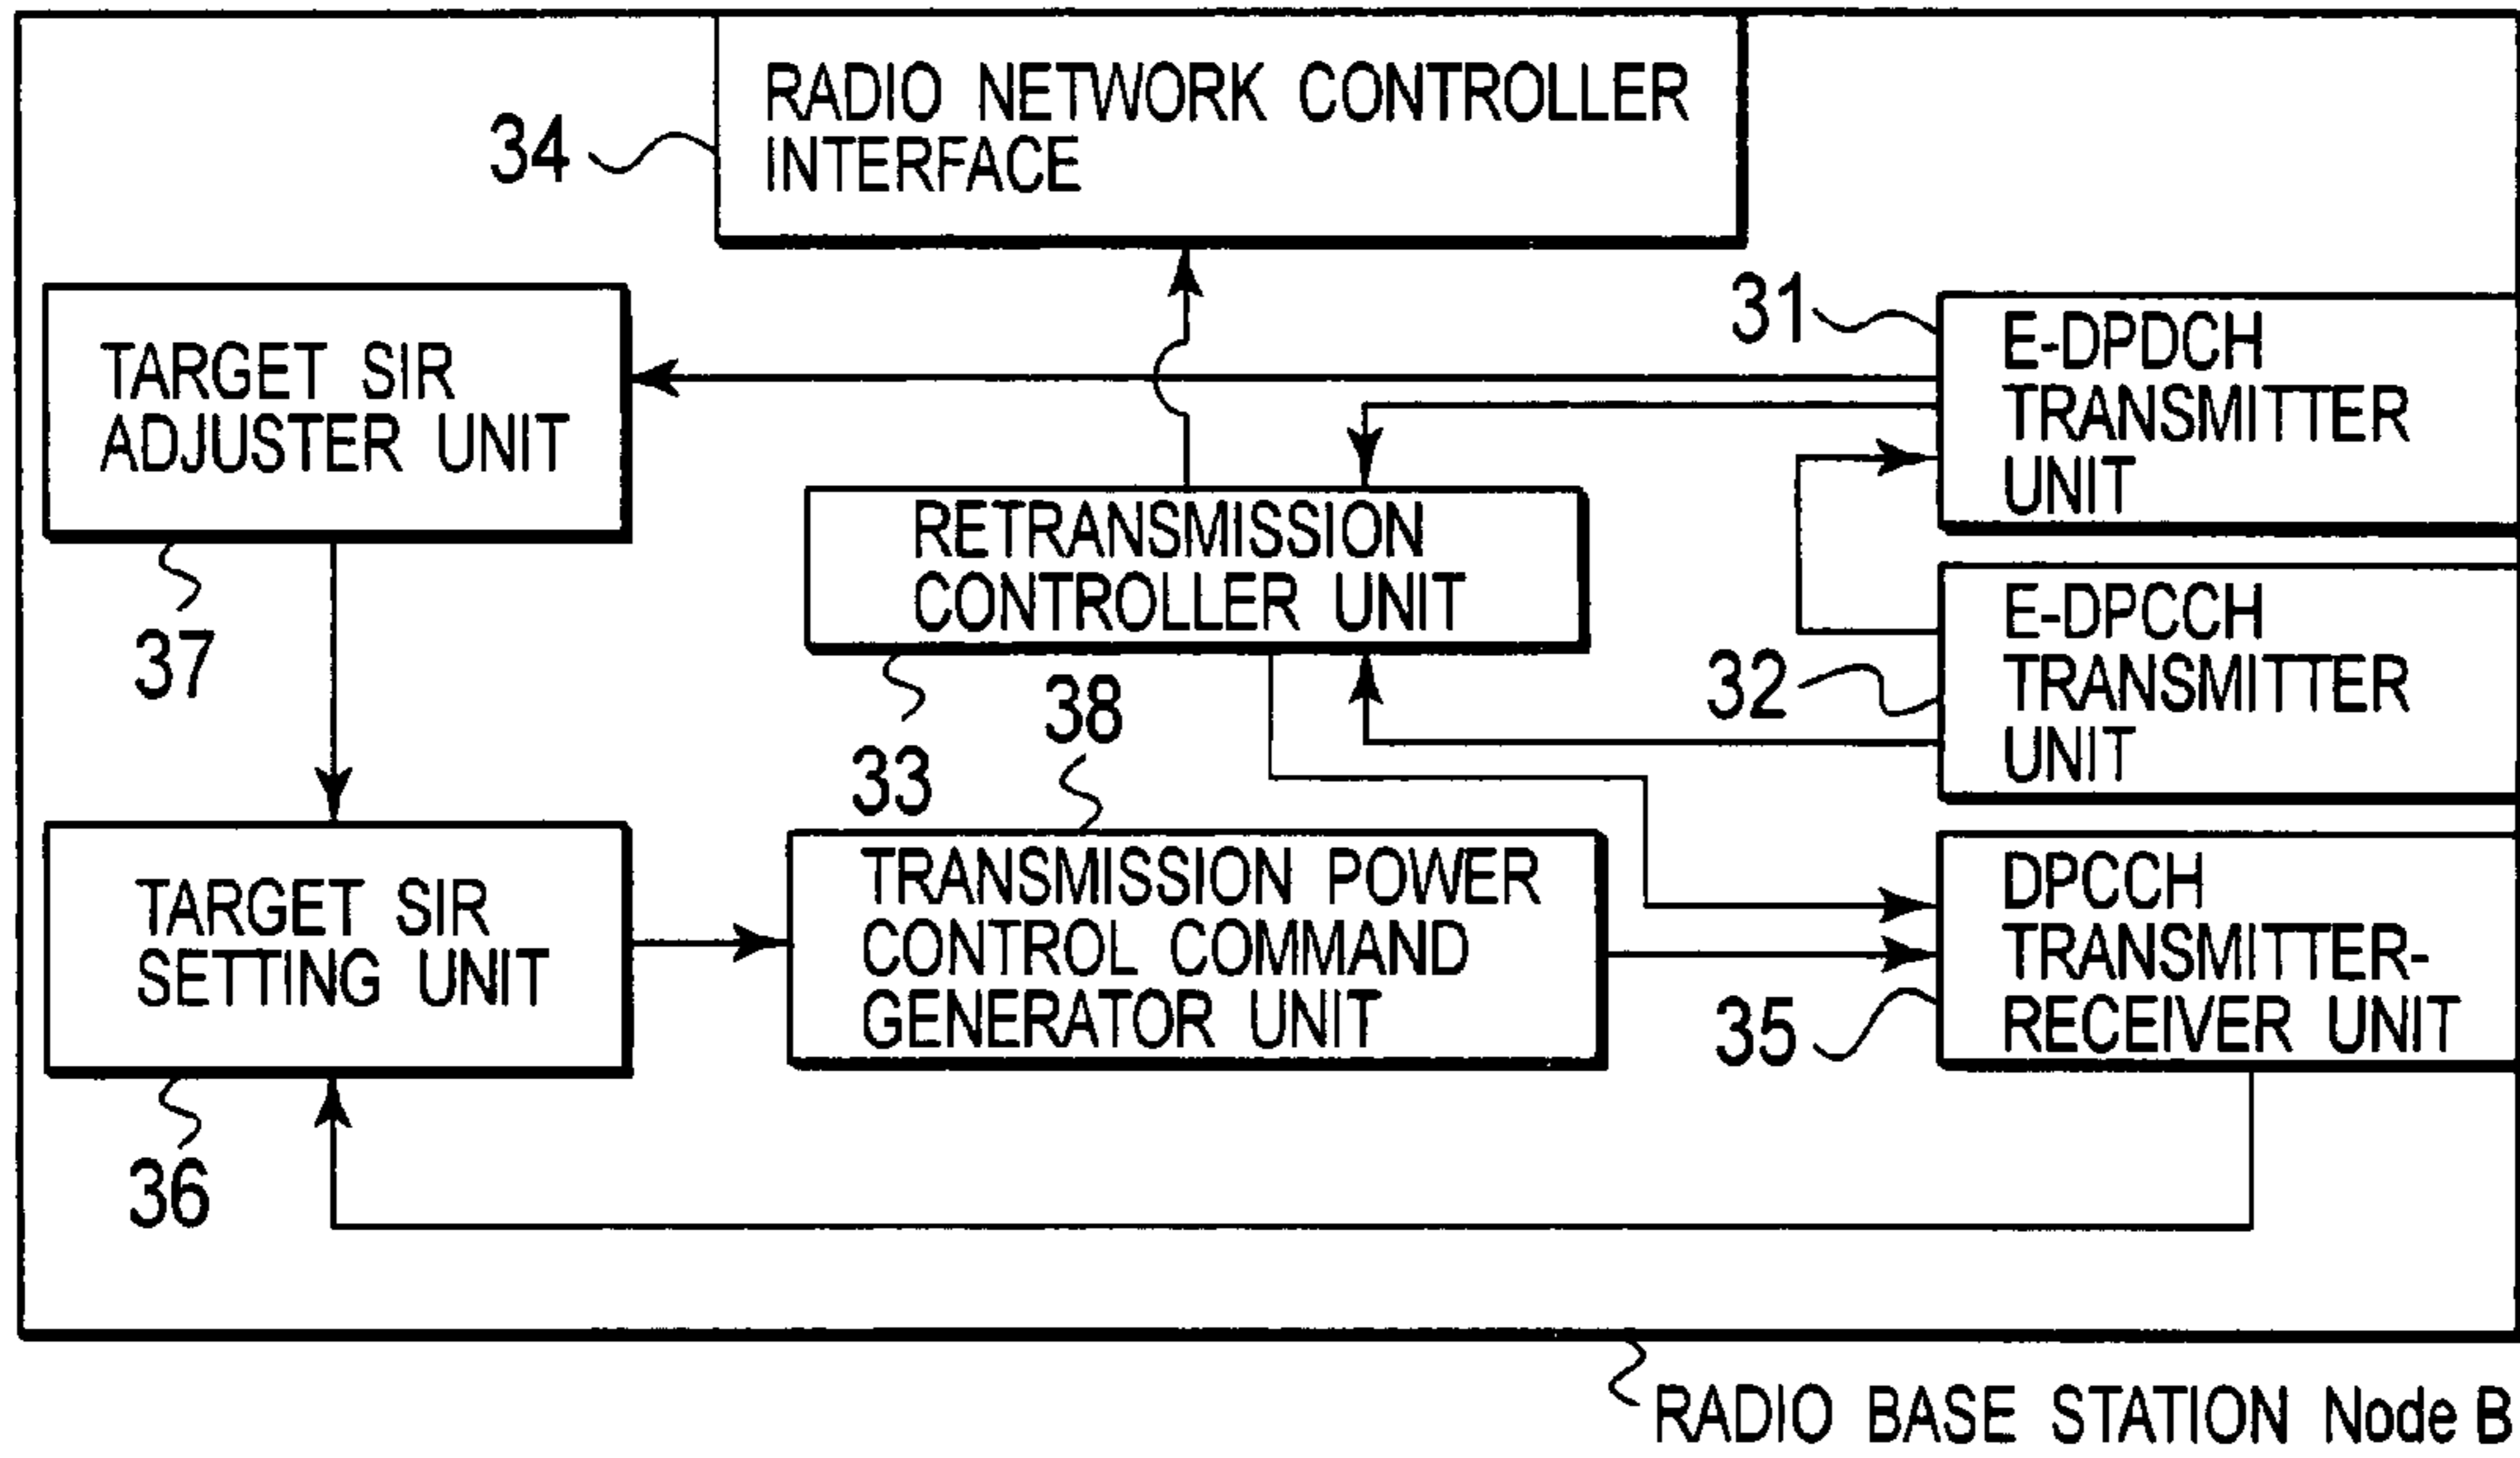 RADIO NETWORK CONTROLLER
INTERFACE
34
31
E-DPDCH
TRANSMITTER
UNIT
TARGET SIR
ADJUSTER UNIT
37
RETRANSMISSION
CONTROLLER UNIT
33
38
32
E-DPCCH
TRANSMITTER
UNIT
TARGET SIR
SETTING UNIT
36
TRANSMISSION POWER
CONTROL COMMAND
GENERATOR UNIT
35
DPCCH
TRANSMITTER-
RECEIVER UNIT
RADIO BASE STATION Node B